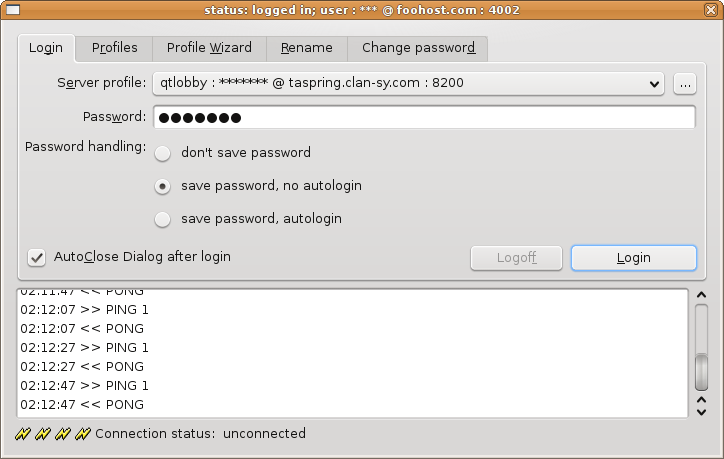 status: logged in; user : *** @ foohost.com : 4002
Login Profiles Profile Wizard Rename Change password
Server profile: qtlobby : ******* @ taspring.clan-sy.com : 8200 ...
Password: ●●●●●●●
Password handling:
don't save password
save password, no autologin
save password, autologin
AutoClose Dialog after login Logoff Login
02:11:47 << PONG
02:12:07 >> PING 1
02:12:07 << PONG
02:12:27 >> PING 1
02:12:27 << PONG
02:12:47 >> PING 1
02:12:47 << PONG
Connection status: unconnected